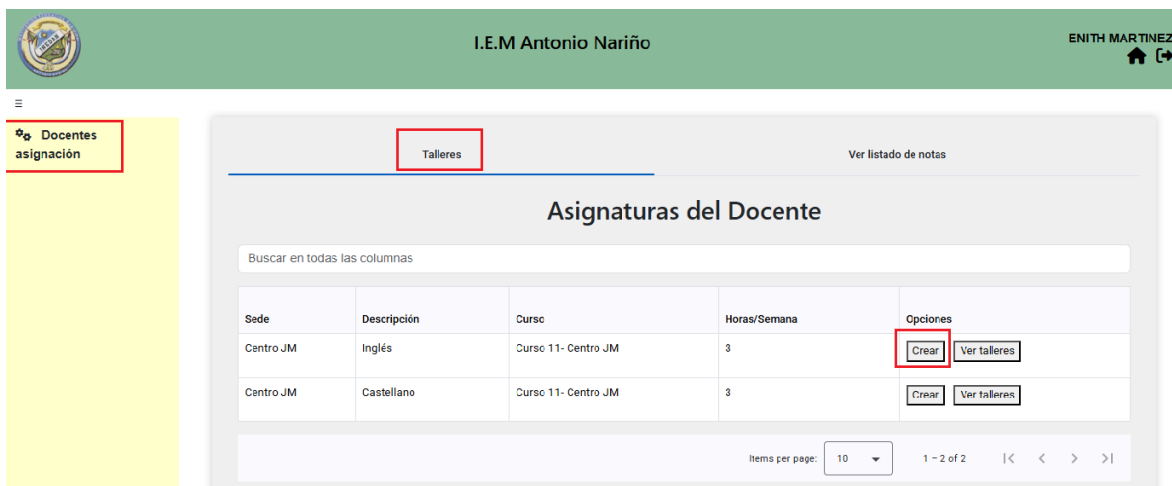 I.E.M Antonio Nariño
ENITH MARTINEZ
Docentes
asignación
Talleres
Ver listado de notas
Asignaturas del Docente
Buscar en todas las columnas
Sede Descripción Curso Horas/Semana Opciones
Centro JM Inglés Curso 11- Centro JM 3 Crear Ver talleres
Centro JM Castellano Curso 11- Centro JM 3 Crear Ver talleres
Items per page: 10 1 – 2 of 2